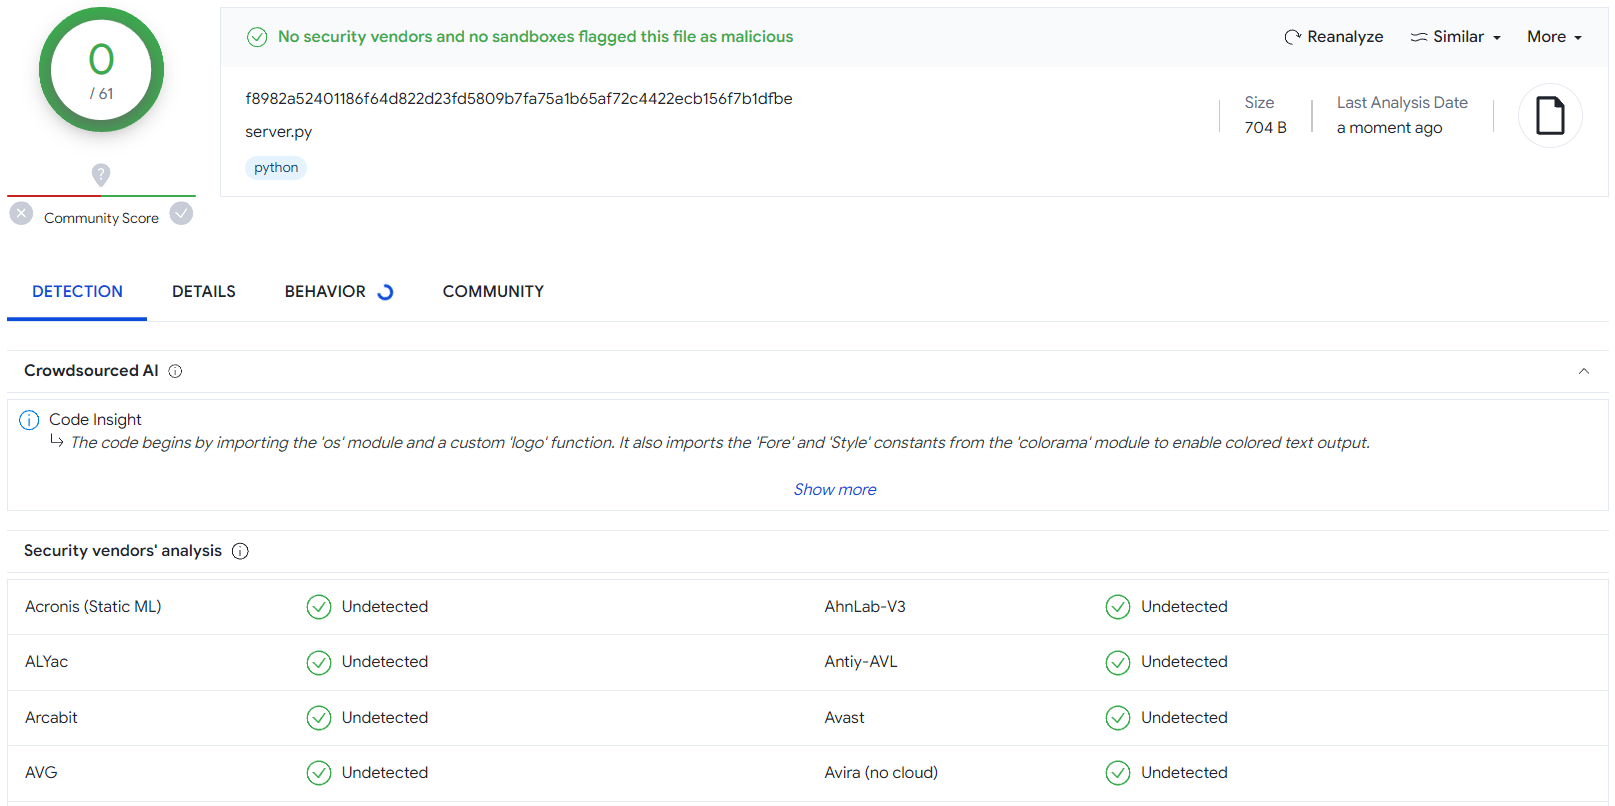 0
/ 61
?
Community Score
No security vendors and no sandboxes flagged this file as malicious
Reanalyze
Similar
More
f8982a52401186f64d822d23fd5809b7fa75a1b65af72c4422ecb156f7b1dfbe
server.py
python
Size
704 B
Last Analysis Date
a moment ago
DETECTION
DETAILS
BEHAVIOR
COMMUNITY
Crowdsourced AI
Code Insight
The code begins by importing the 'os' module and a custom 'logo' function. It also imports the 'Fore' and 'Style' constants from the 'colorama' module to enable colored text output.
Show more
Security vendors' analysis
Acronis (Static ML) Undetected AhnLab-V3 Undetected
ALYac Undetected Antiy-AVL Undetected
Arcabit Undetected Avast Undetected
AVG Undetected Avira (no cloud) Undetected